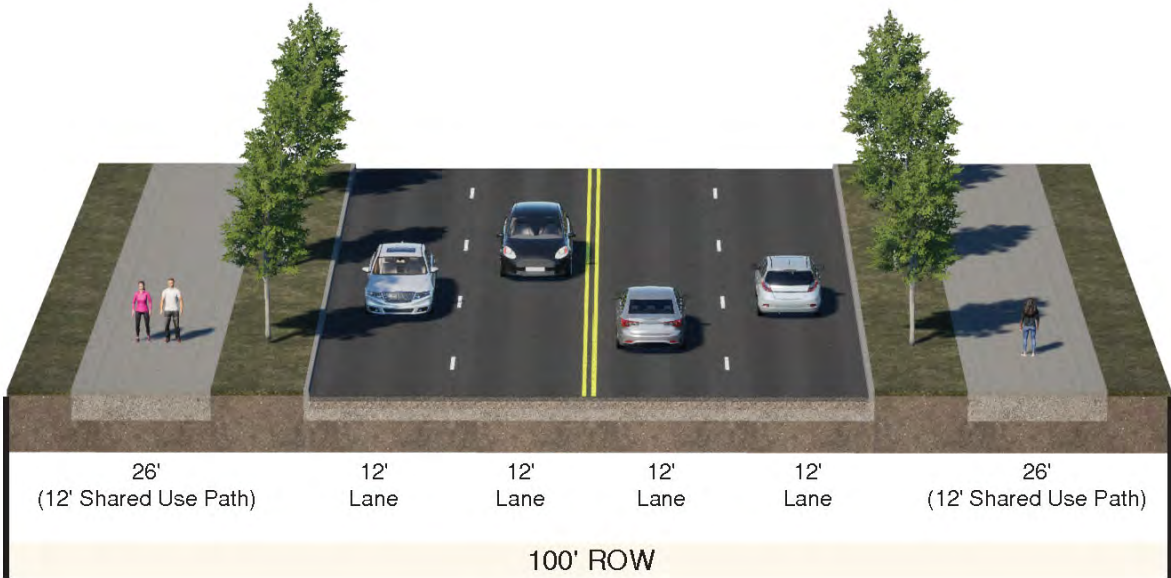 26'
(12' Shared Use Path)
12'
Lane
12'
Lane
12'
Lane
12'
Lane
26'
(12' Shared Use Path)
100' ROW